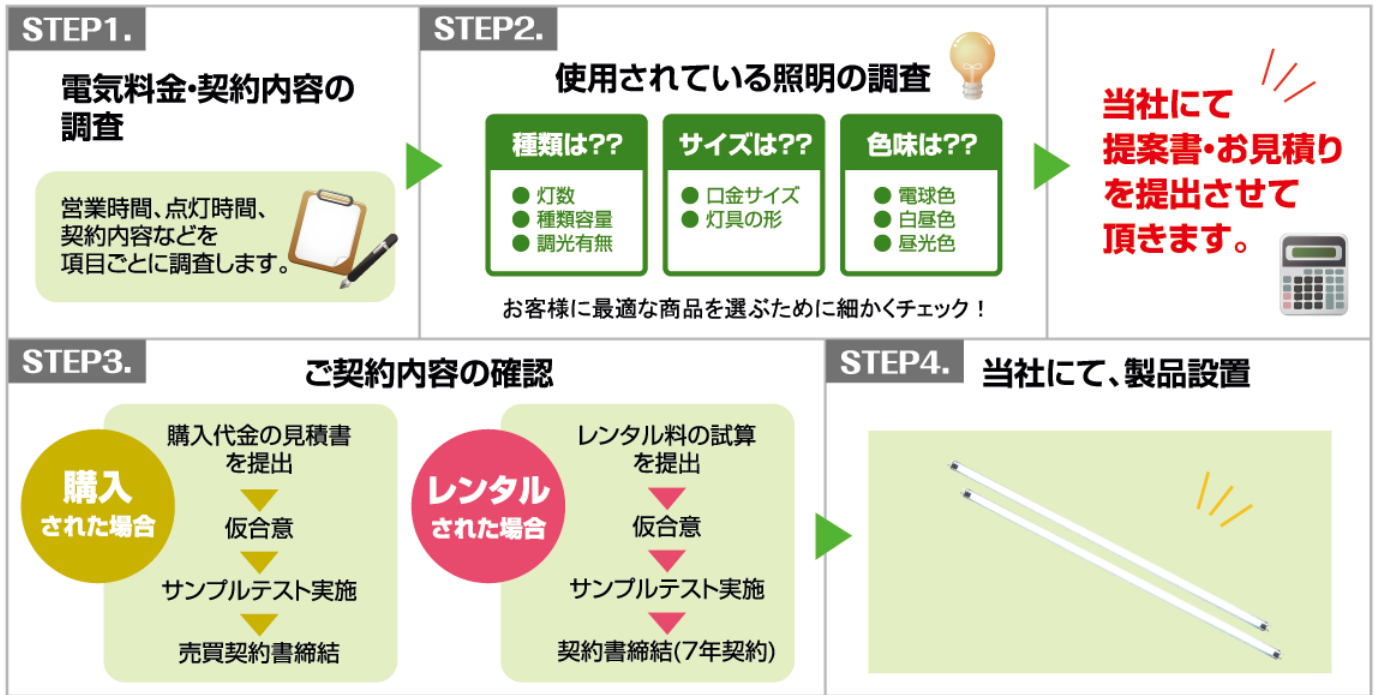 STEP1.
電気料金・契約内容の
調査
営業時間、点灯時間、
契約内容などを
項目ごとに調査します。
STEP2.
使用されている照明の調査
種類は??
● 灯数
● 種類容量
● 調光有無
サイズは??
● 口金サイズ
● 灯具の形
色味は??
● 電球色
● 白昼色
● 昼光色
お客様に最適な商品を選ぶために細かくチェック！
当社にて
提案書・お見積り
を提出させて
頂きます。
STEP3.
ご契約内容の確認
購入
された場合
購入代金の見積書
を提出
仮合意
サンプルテスト実施
売買契約書締結
レンタル
された場合
レンタル料の試算
を提出
仮合意
サンプルテスト実施
契約書締結(7年契約)
STEP4.
当社にて、製品設置